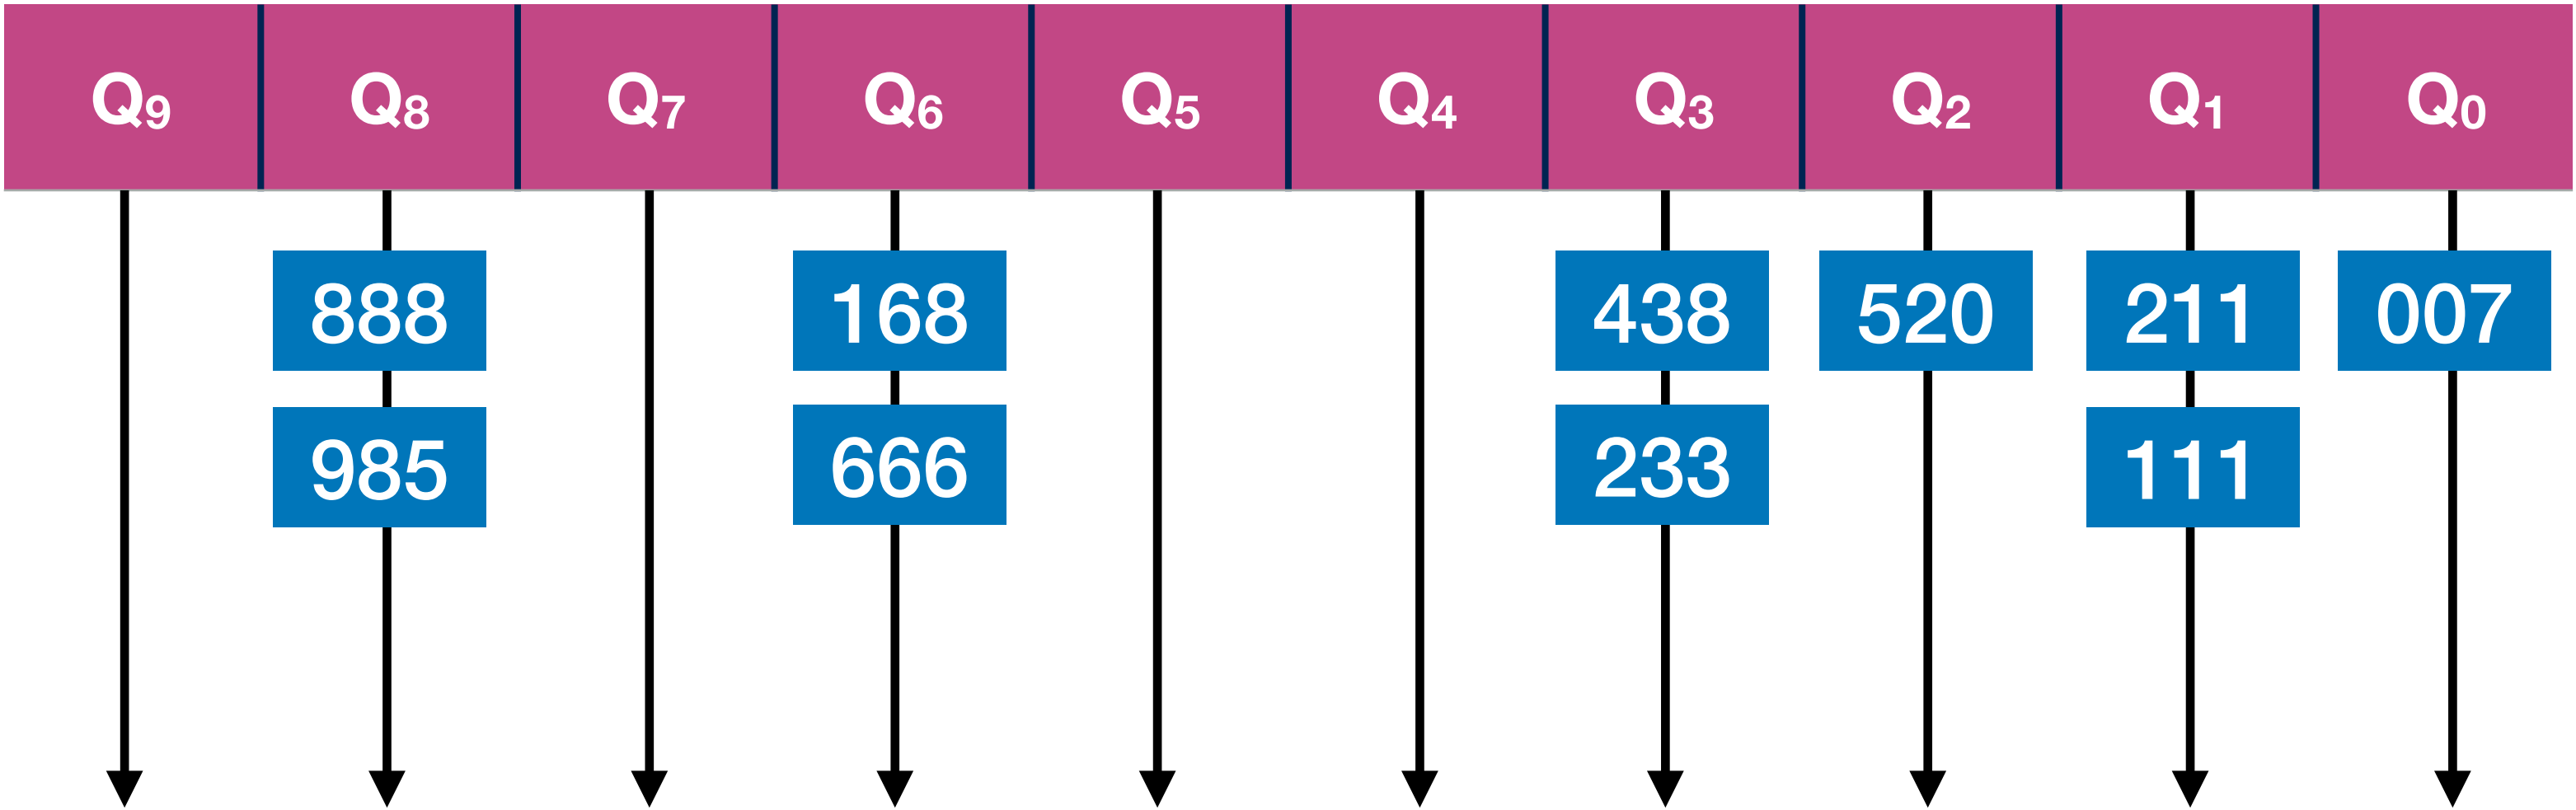 Q₉ Q₈ Q₇ Q₆ Q₅ Q₄ Q₃ Q₂ Q₁ Q₀
888 168 438 520 211 007
985 666 233 111